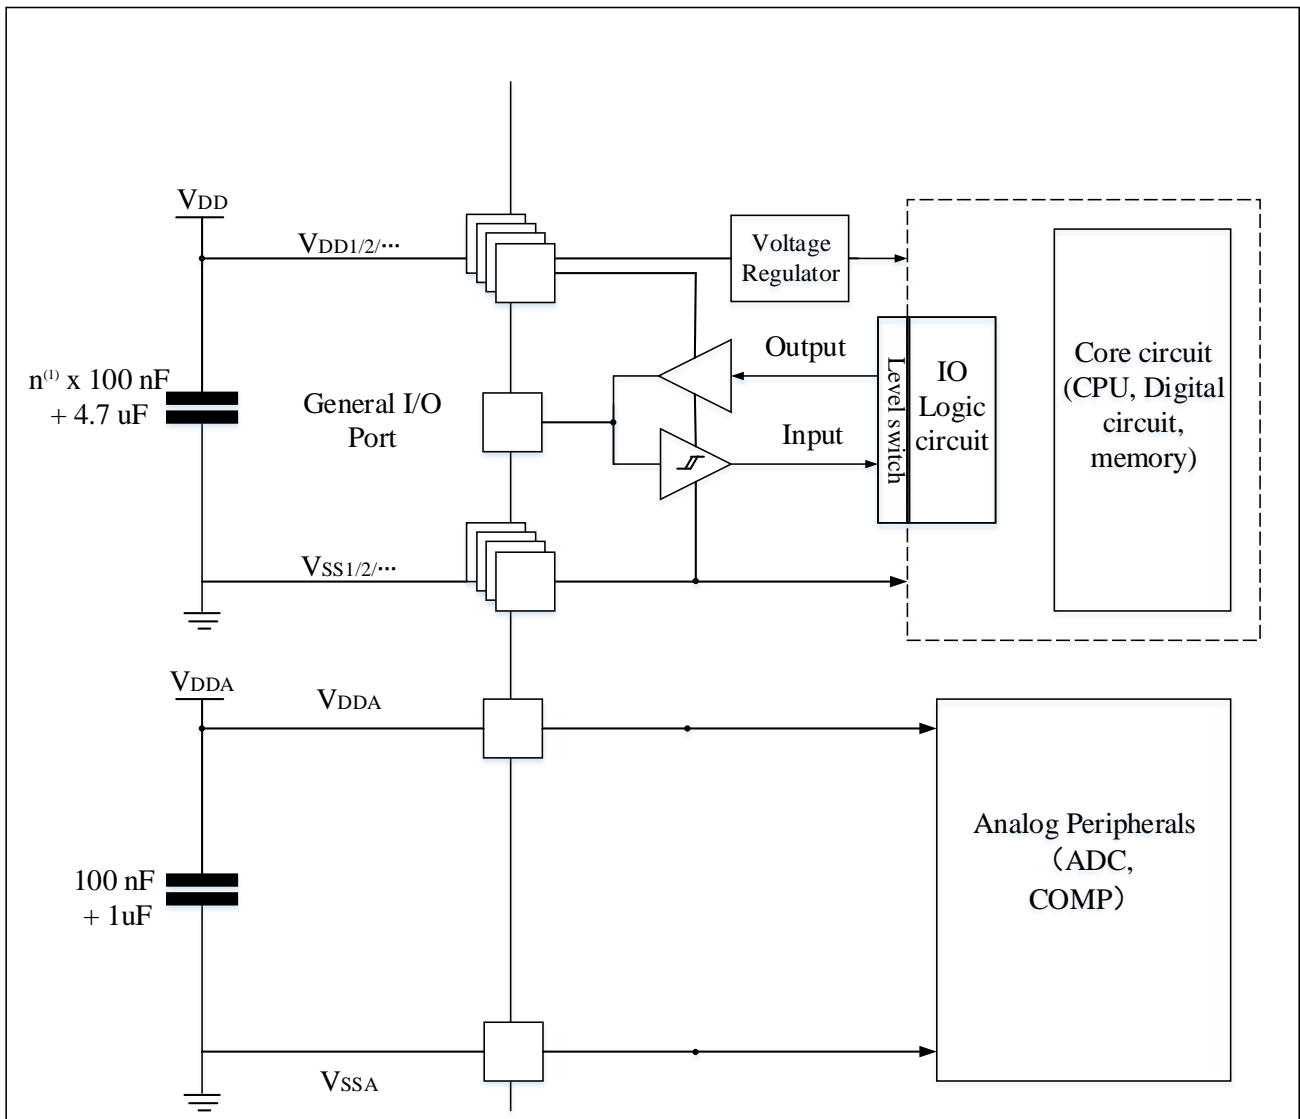 VDD
VDD1/2/···
Voltage
Regulator
n(1) x 100 nF
+ 4.7 uF
General I/O
Port
Output
Input
Level switch
IO
Logic
circuit
Core circuit
(CPU, Digital
circuit,
memory)
VSS1/2/···
VDDA
VDDA
100 nF
+ 1uF
Analog Peripherals
（ADC,
COMP）
VSSA